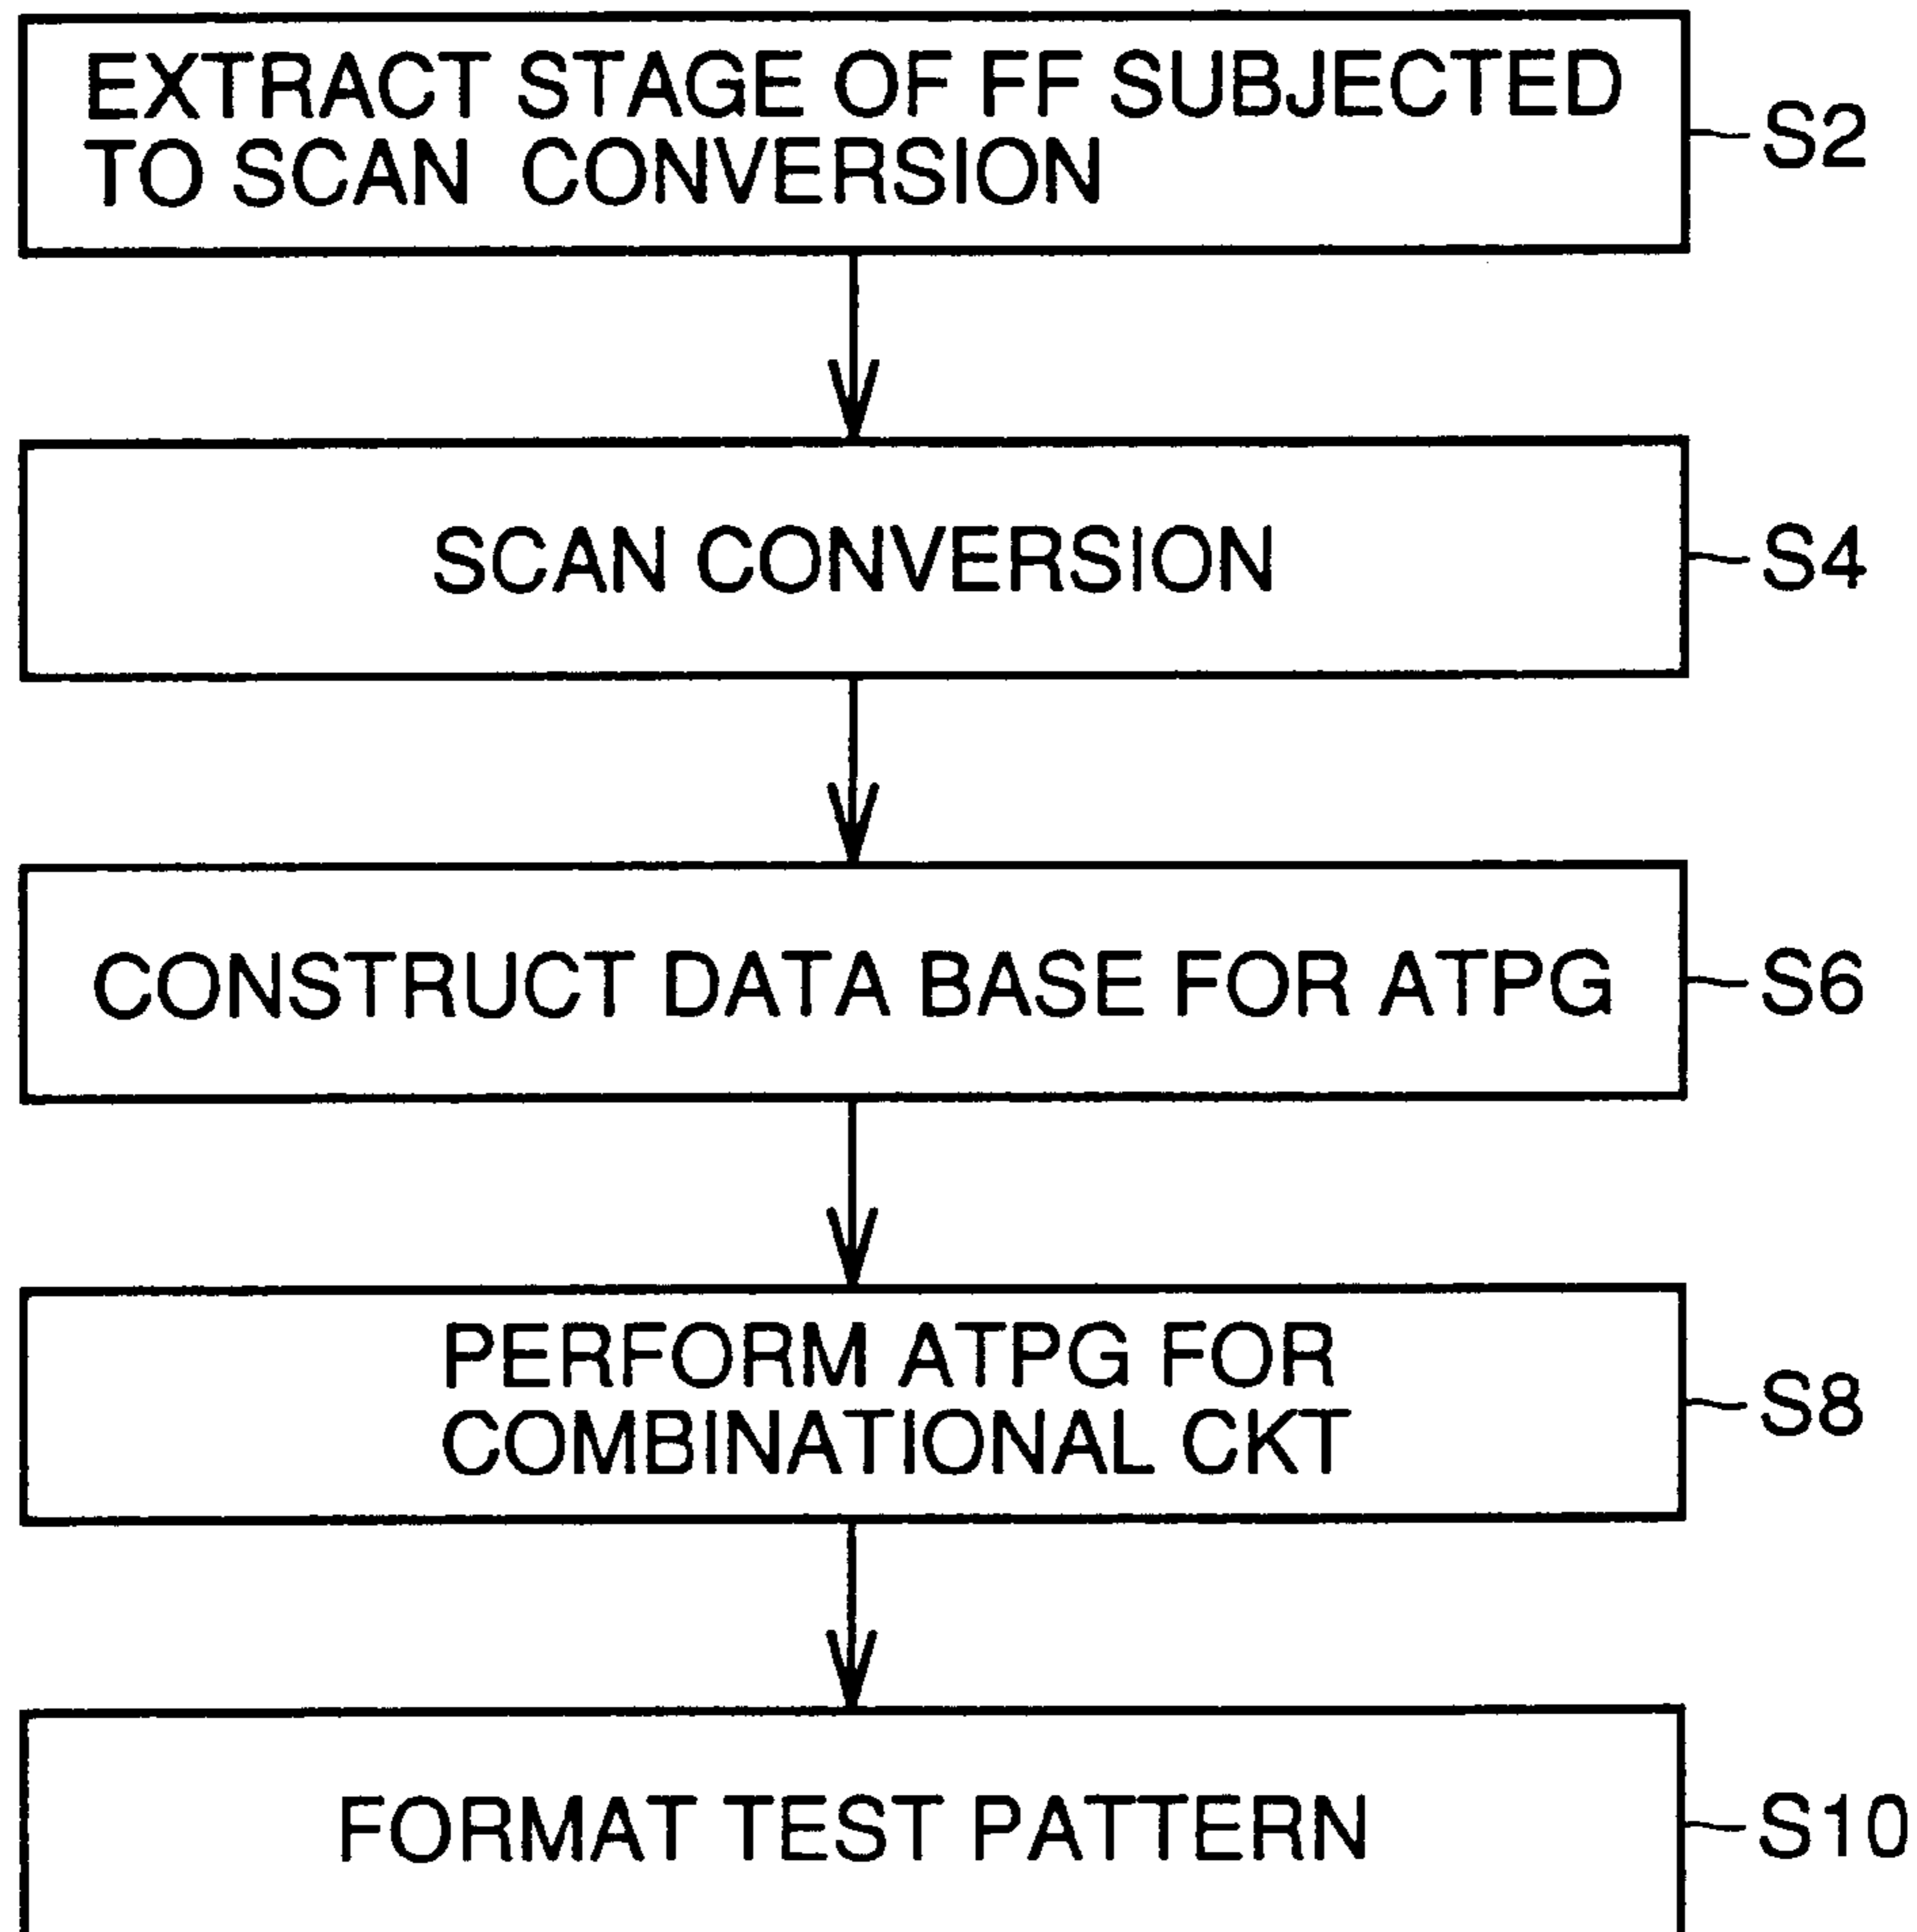 EXTRACT STAGE OF FF SUBJECTED
TO SCAN CONVERSION
S2
SCAN CONVERSION
S4
CONSTRUCT DATA BASE FOR ATPG
S6
PERFORM ATPG FOR
COMBINATIONAL CKT
S8
FORMAT TEST PATTERN
S10